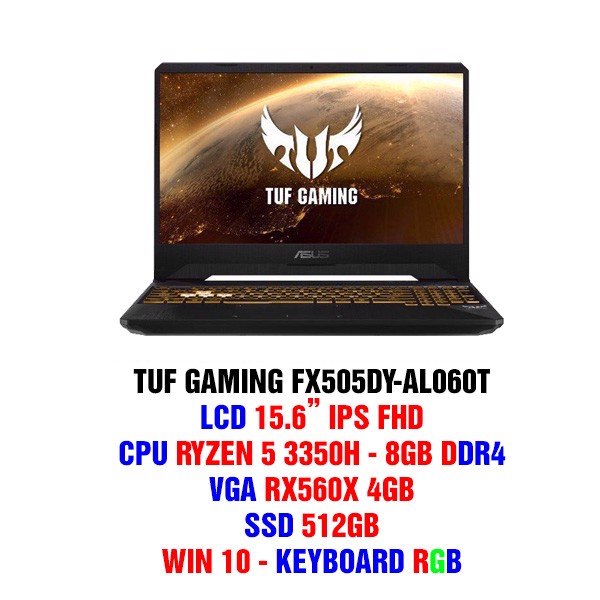 TUF
TUF GAMING
ASUS
TUF GAMING FX505DY-AL060T
LCD 15.6” IPS FHD
CPU RYZEN 5 3350H - 8GB DDR4
VGA RX560X 4GB
SSD 512GB
WIN 10 - KEYBOARD RGB